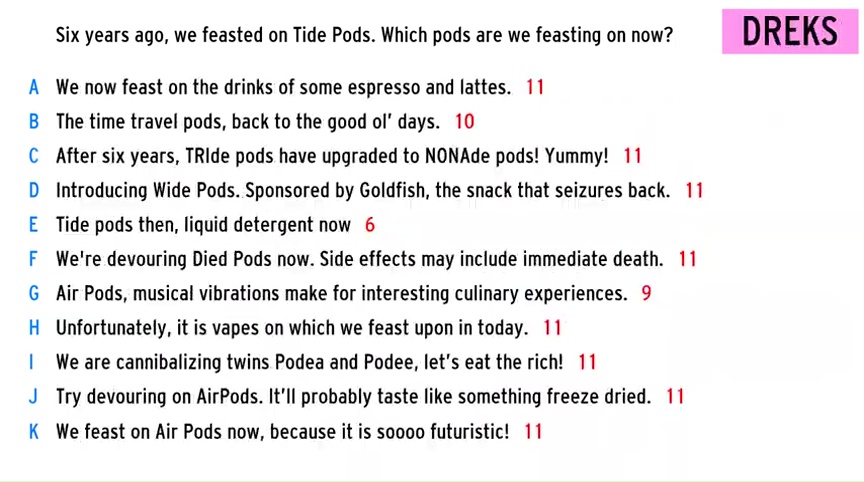 Six years ago, we feasted on Tide Pods. Which pods are we feasting on now?
DREKS
A We now feast on the drinks of some espresso and lattes. 11
B The time travel pods, back to the good ol' days. 10
C After six years, TRIde pods have upgraded to NONAde pods! Yummy! 11
D Introducing Wide Pods. Sponsored by Goldfish, the snack that seizures back. 11
E Tide pods then, liquid detergent now 6
F We're devouring Died Pods now. Side effects may include immediate death. 11
G Air Pods, musical vibrations make for interesting culinary experiences. 9
H Unfortunately, it is vapes on which we feast upon in today. 11
I We are cannibalizing twins Podea and Podee, let's eat the rich! 11
J Try devouring on AirPods. It'll probably taste like something freeze dried. 11
K We feast on Air Pods now, because it is soooo futuristic! 11